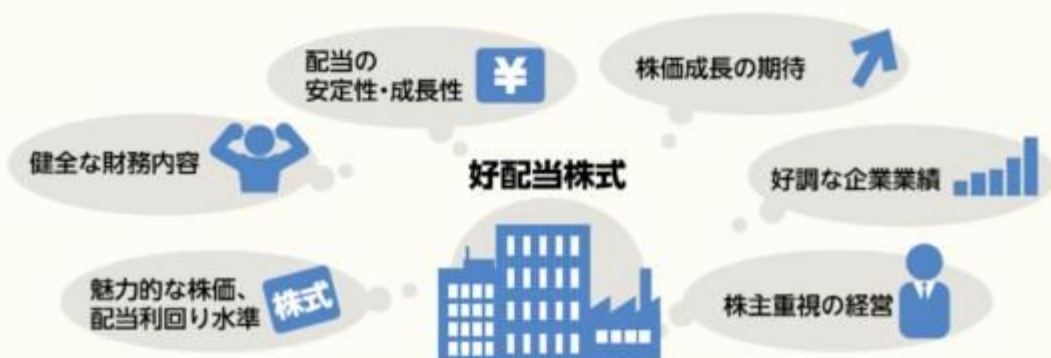 配当の
安定性・成長性
¥
株価成長の期待
健全な財務内容
好配当株式
好調な企業業績
魅力的な株価、
配当利回り水準
株式
株主重視の経営